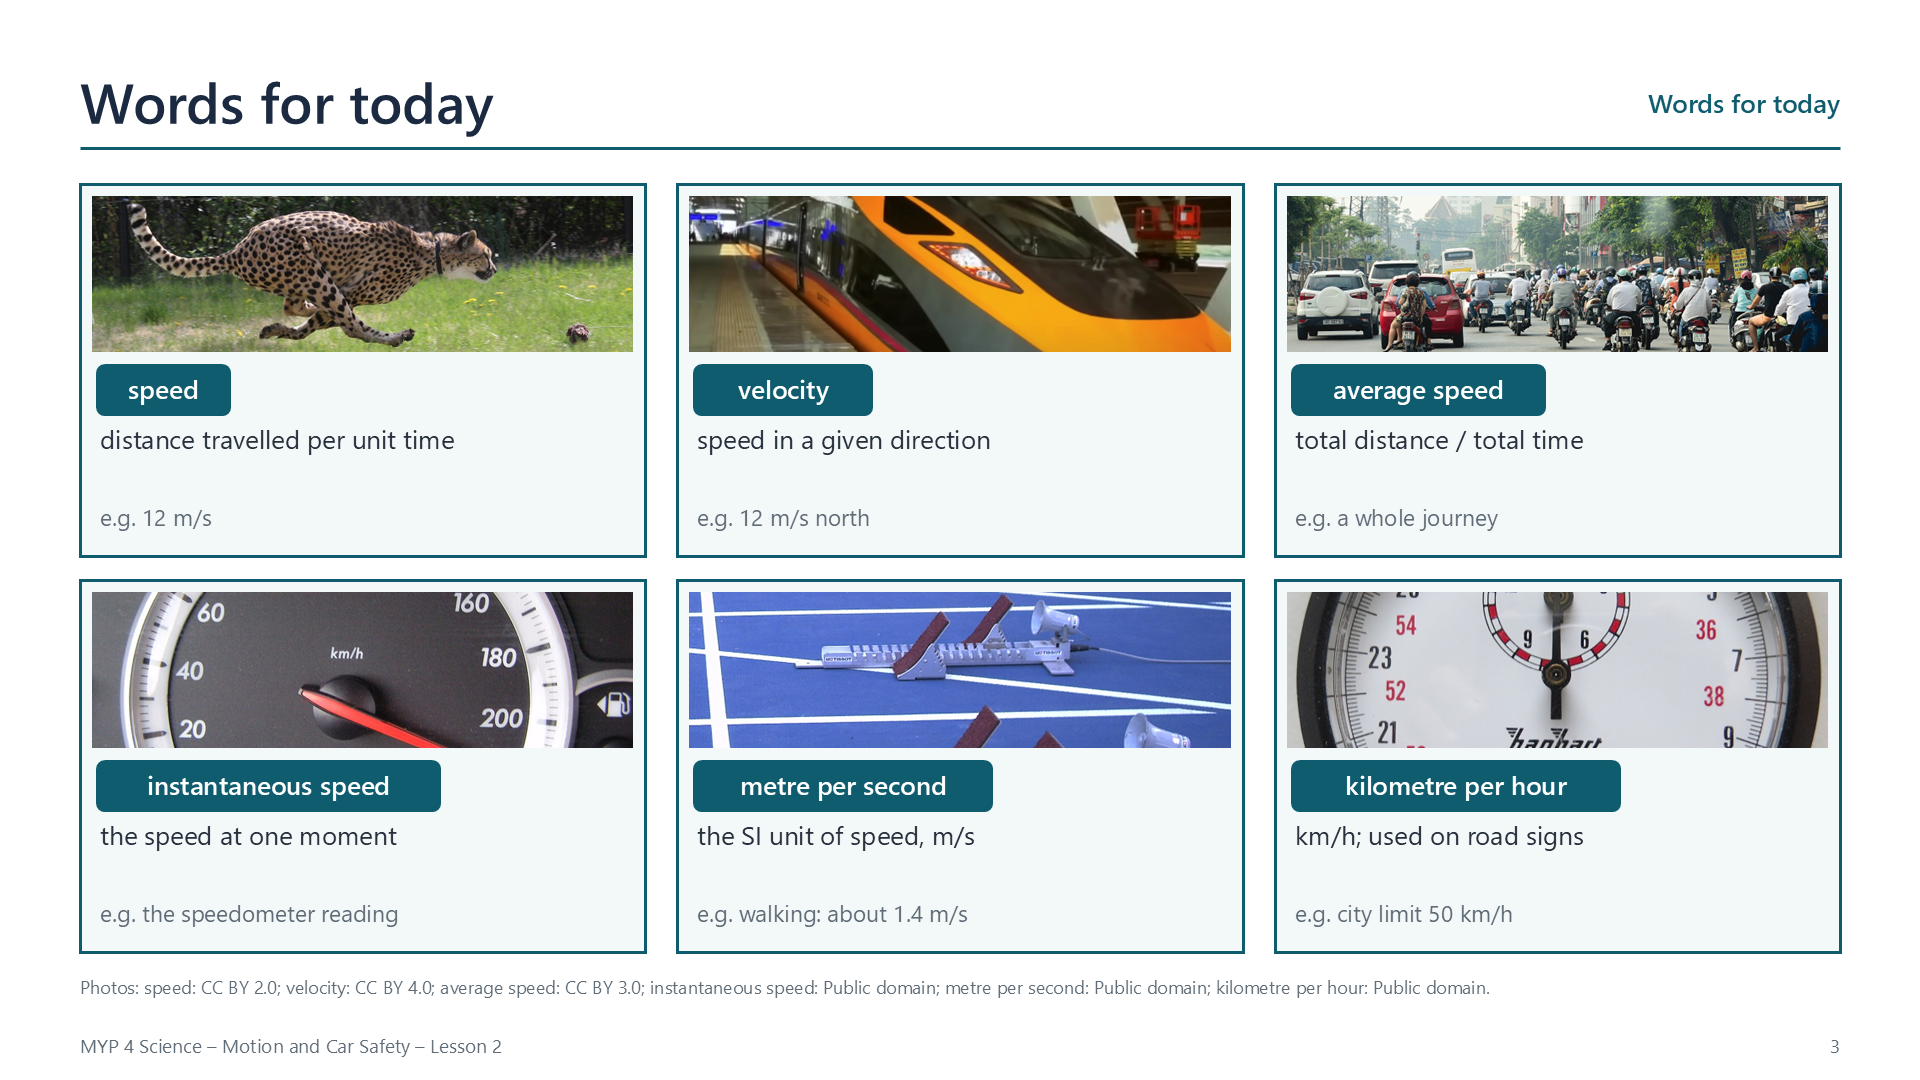 Words for today
Words for today
speed
distance travelled per unit time
e.g. 12 m/s
velocity
speed in a given direction
e.g. 12 m/s north
average speed
total distance / total time
e.g. a whole journey
60
40
20
km/h
160
180
200
instantaneous speed
the speed at one moment
e.g. the speedometer reading
metre per second
the SI unit of speed, m/s
e.g. walking: about 1.4 m/s
54
23
52
21
9 6
36
7
38
9
hanhart
kilometre per hour
km/h; used on road signs
e.g. city limit 50 km/h
Photos: speed: CC BY 2.0; velocity: CC BY 4.0; average speed: CC BY 3.0; instantaneous speed: Public domain; metre per second: Public domain; kilometre per hour: Public domain.
MYP 4 Science – Motion and Car Safety – Lesson 2
3